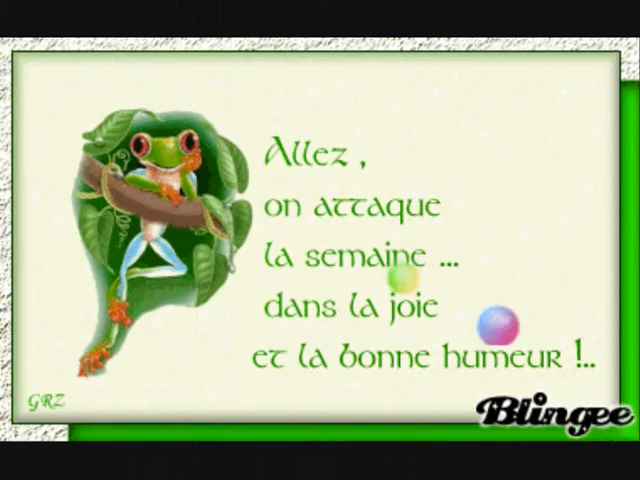 Allez ,
on attaque
la semaine ...
dans la joie
et la bonne humeur !..
GRZ
Blingee